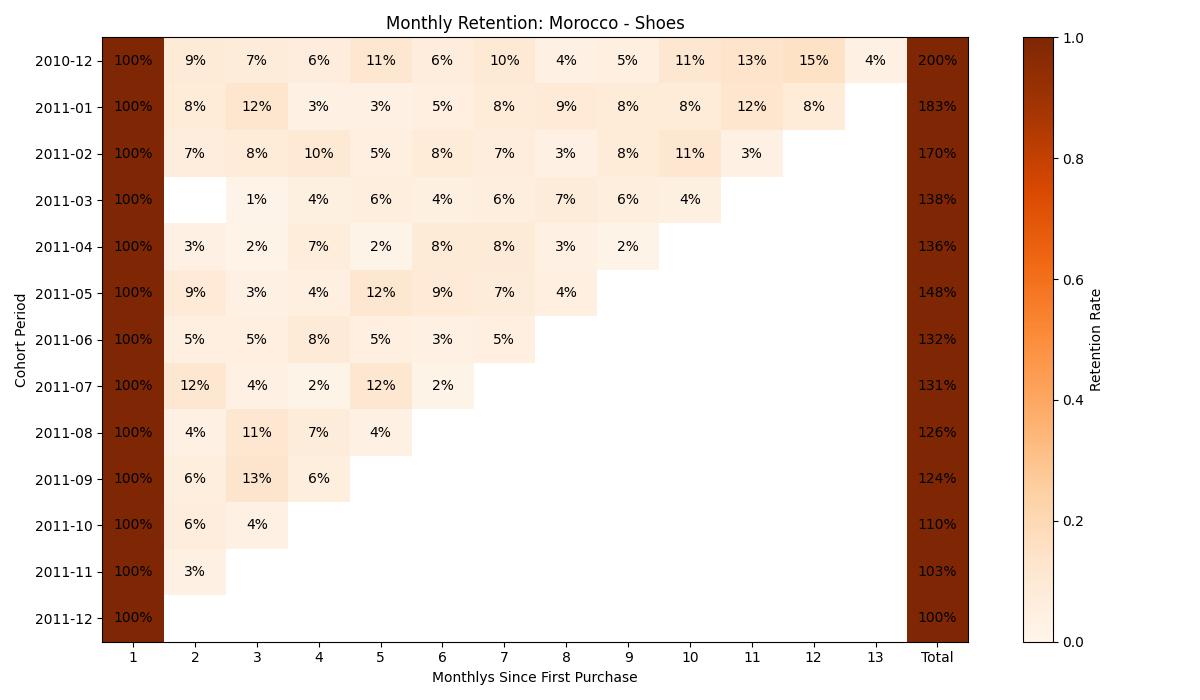 Monthly Retention: Morocco - Shoes
2010-12 100% 9% 7% 6% 11% 6% 10% 4% 5% 11% 13% 15% 4% 200%
2011-01 100% 8% 12% 3% 3% 5% 8% 9% 8% 8% 12% 8% 183%
2011-02 100% 7% 8% 10% 5% 8% 7% 3% 8% 11% 3% 170%
2011-03 100% 1% 4% 6% 4% 6% 7% 6% 4% 138%
2011-04 100% 3% 2% 7% 2% 8% 8% 3% 2% 136%
2011-05 100% 9% 3% 4% 12% 9% 7% 4% 148%
2011-06 100% 5% 5% 8% 5% 3% 5% 132%
2011-07 100% 12% 4% 2% 12% 2% 131%
2011-08 100% 4% 11% 7% 4% 126%
2011-09 100% 6% 13% 6% 124%
2011-10 100% 6% 4% 110%
2011-11 100% 3% 103%
2011-12 100% 100%
1 2 3 4 5 6 7 8 9 10 11 12 13 Total
Monthlys Since First Purchase
Cohort Period
1.0
0.8
0.6
0.4
0.2
0.0
Retention Rate